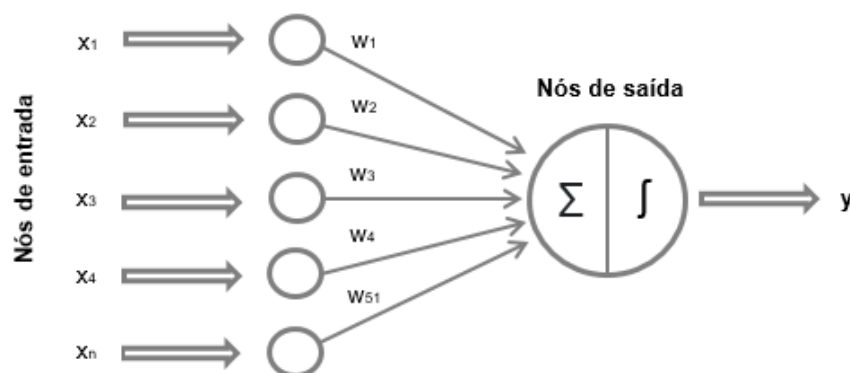 Nós de entrada
x1
x2
x3
x4
xn
w1
w2
w3
w4
w51
Nós de saída
Σ
∫
y